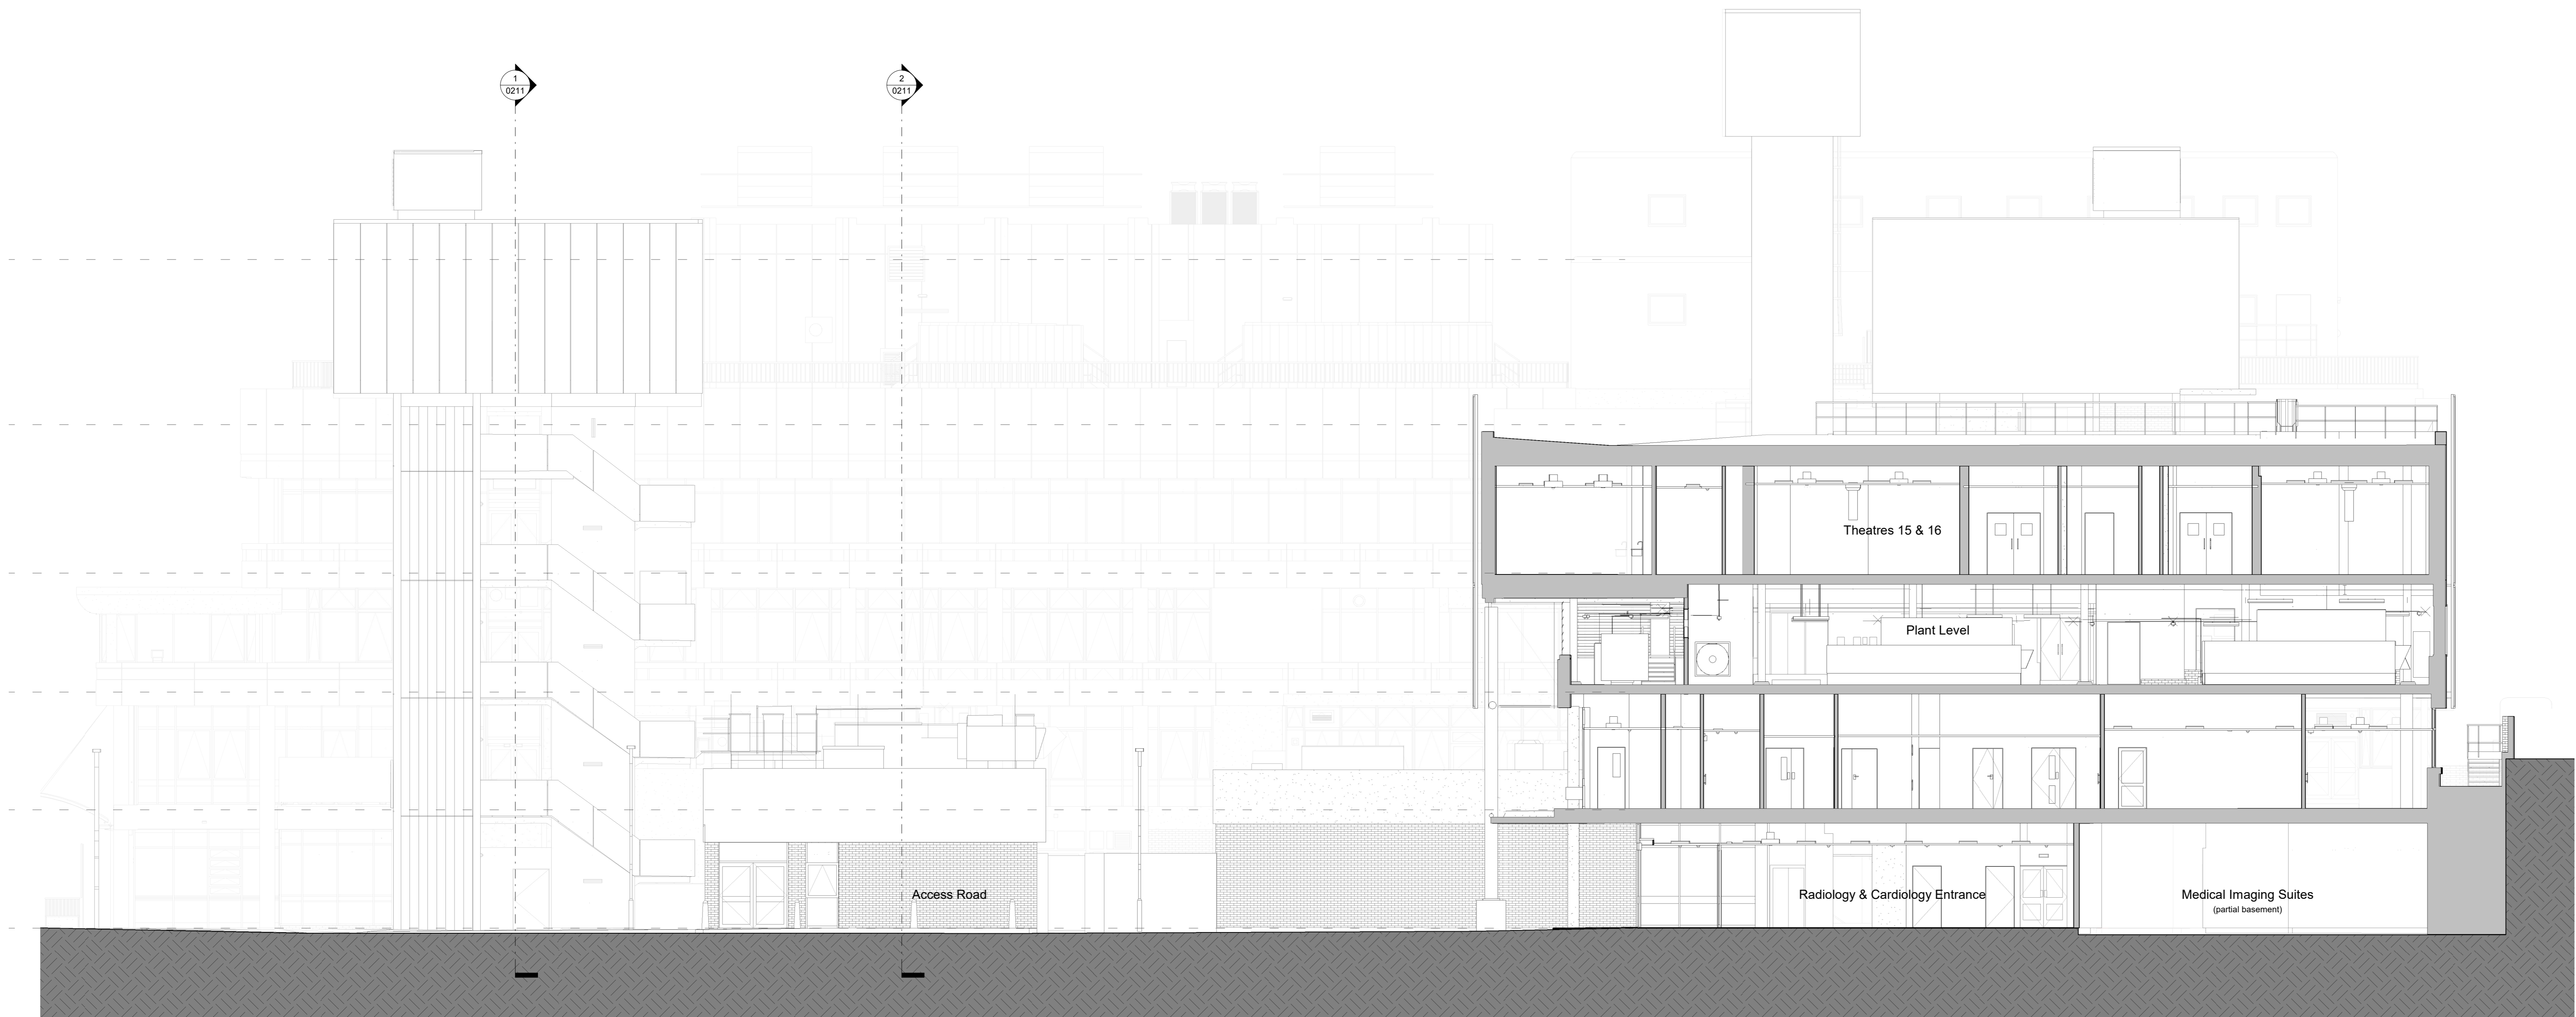 1
0211
2
0211
Theatres 15 & 16
Plant Level
Access Road
Radiology & Cardiology Entrance
Medical Imaging Suites
(partial basement)